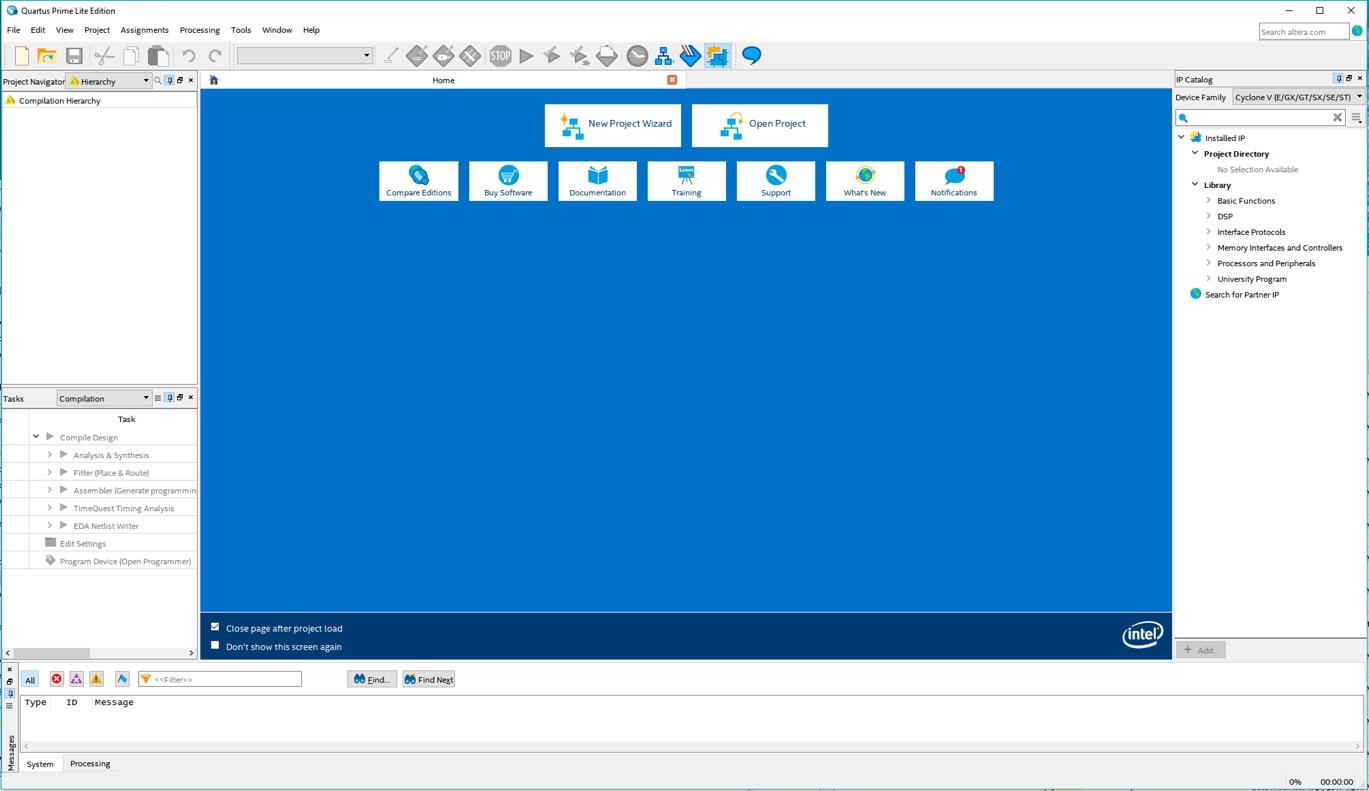 Quartus Prime Lite Edition
File Edit View Project Assignments Processing Tools Window Help
Search altera.com
STOP
Project Navigator Hierarchy
Compilation Hierarchy
Home
New Project Wizard
Open Project
Compare Editions
Buy Software
Documentation
Learn
Training
Support
What's New
1
Notifications
Close page after project load
Don't show this screen again
intel
IP Catalog
Device Family Cyclone V (E/GX/GT/SX/SE/ST)
Installed IP
Project Directory
No Selection Available
Library
Basic Functions
DSP
Interface Protocols
Memory Interfaces and Controllers
Processors and Peripherals
University Program
Search for Partner IP
+ Add...
Tasks Compilation
Task
Compile Design
Analysis & Synthesis
Fitter (Place & Route)
Assembler (Generate programmin
TimeQuest Timing Analysis
EDA Netlist Writer
Edit Settings
Program Device (Open Programmer)
All <<Filter>> Find... Find Next
Type ID Message
Messages
System Processing
0% 00:00:00